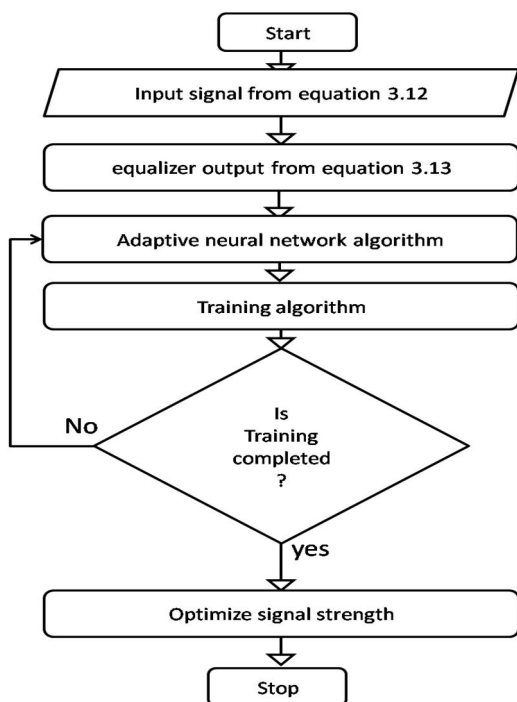 Start
Input signal from equation 3.12
equalizer output from equation 3.13
Adaptive neural network algorithm
Training algorithm
Is
Training
completed
?
No
yes
Optimize signal strength
Stop